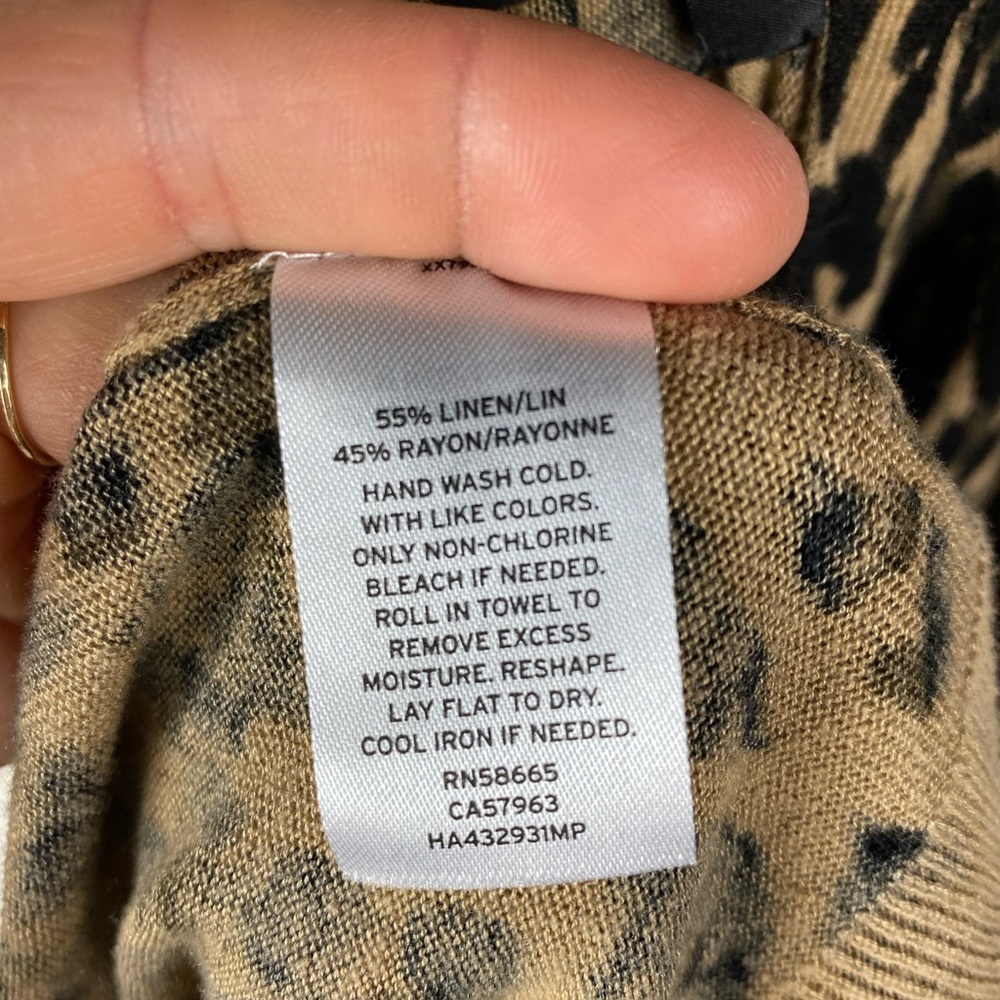 55% LINEN/LIN
45% RAYON/RAYONNE
HAND WASH COLD.
WITH LIKE COLORS.
ONLY NON-CHLORINE
BLEACH IF NEEDED.
ROLL IN TOWEL TO
REMOVE EXCESS
MOISTURE. RESHAPE.
LAY FLAT TO DRY.
COOL IRON IF NEEDED.
RN58665
CA57963
HA432931MP